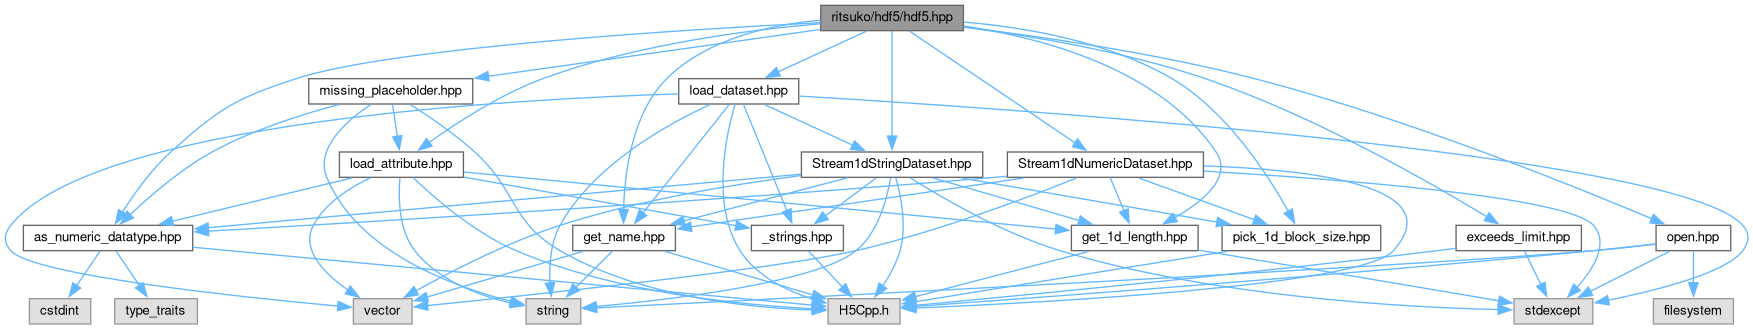 ritsuko/hdf5/hdf5.hpp
missing_placeholder.hpp
load_dataset.hpp
load_attribute.hpp
Stream1dStringDataset.hpp
Stream1dNumericDataset.hpp
as_numeric_datatype.hpp
get_name.hpp
_strings.hpp
get_1d_length.hpp
pick_1d_block_size.hpp
exceeds_limit.hpp
open.hpp
cstdint
type_traits
vector
string
H5Cpp.h
stdexcept
filesystem